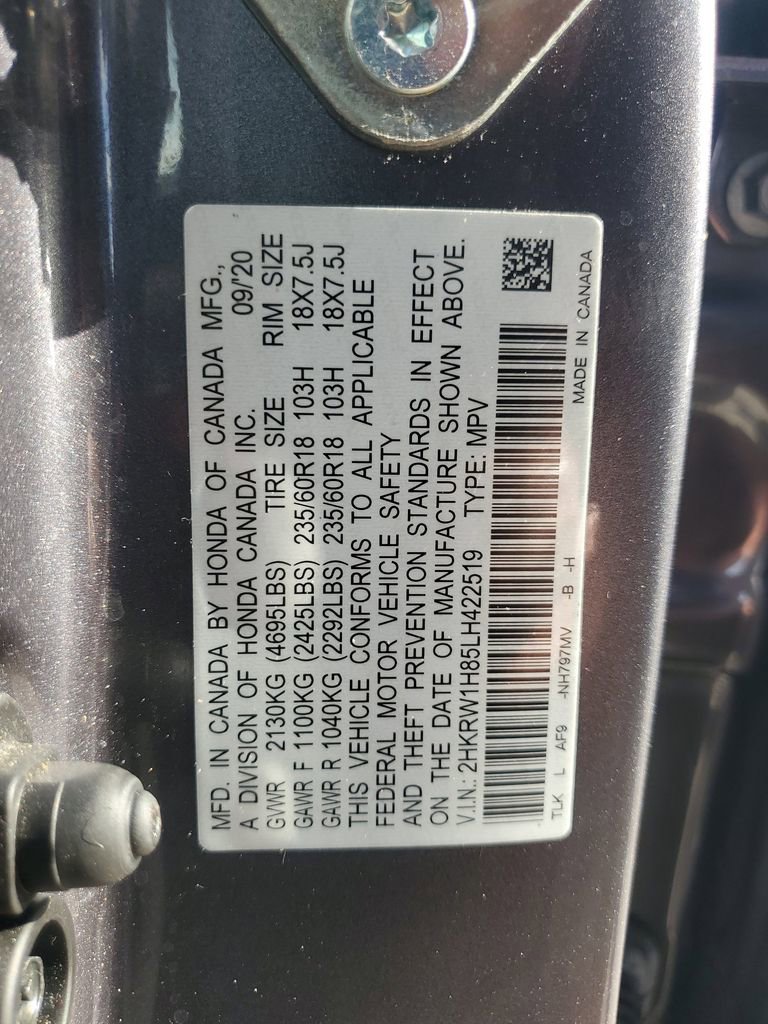 MFD. IN CANADA BY HONDA OF CANADA MFG.,
A DIVISION OF HONDA CANADA INC. 09/'20
GVWR 2130KG (4695LBS) TIRE SIZE RIM SIZE
GAWR F 1100KG (2425LBS) 235/60R18 103H 18X7.5J
GAWR R 1040KG (2292LBS) 235/60R18 103H 18X7.5J
THIS VEHICLE CONFORMS TO ALL APPLICABLE
FEDERAL MOTOR VEHICLE SAFETY
AND THEFT PREVENTION STANDARDS IN EFFECT
ON THE DATE OF MANUFACTURE SHOWN ABOVE.
V.I.N.: 2HKRW1H85LH422519 TYPE: MPV
TLK L AF9 -NH797MV -B -H MADE IN CANADA